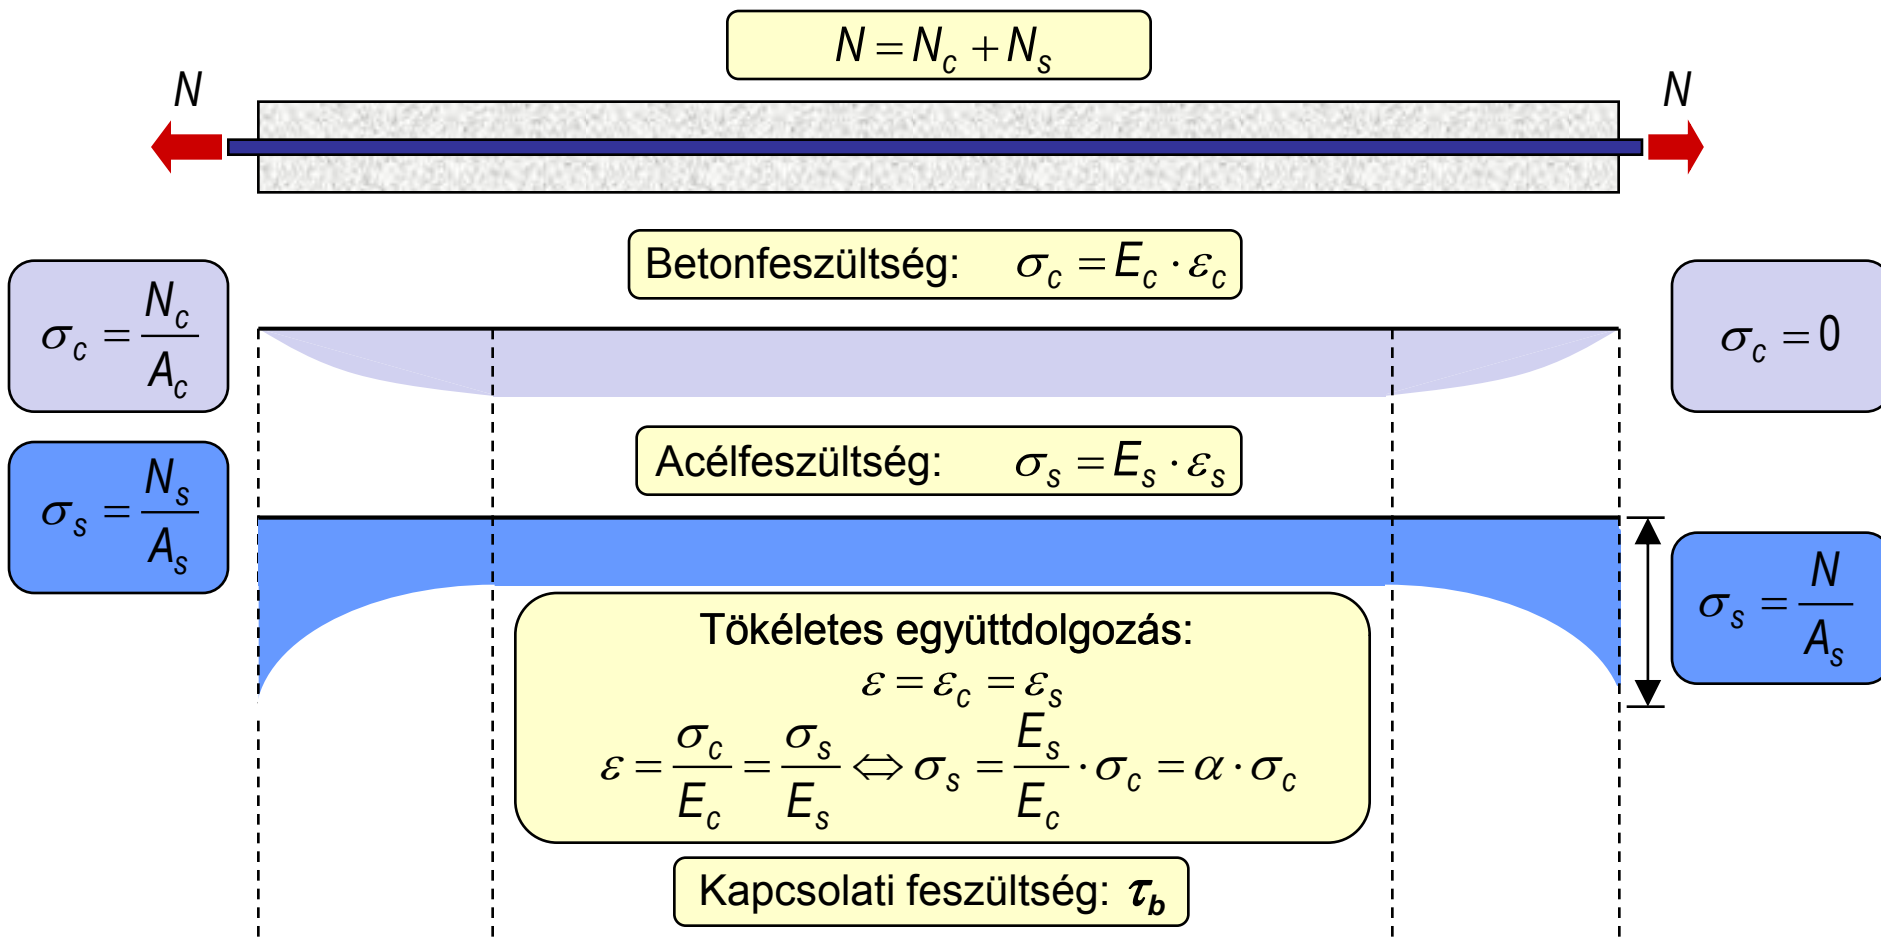 N = N_c + N_s
N
N
Betonfeszültség: σ_c = E_c · ε_c
σ_c = N_c / A_c
σ_c = 0
Acélfeszültség: σ_s = E_s · ε_s
σ_s = N_s / A_s
σ_s = N / A_s
Tökéletes együttdolgozás:
ε = ε_c = ε_s
ε = σ_c / E_c = σ_s / E_s ⇔ σ_s = E_s / E_c · σ_c = α · σ_c
Kapcsolati feszültség: τ_b